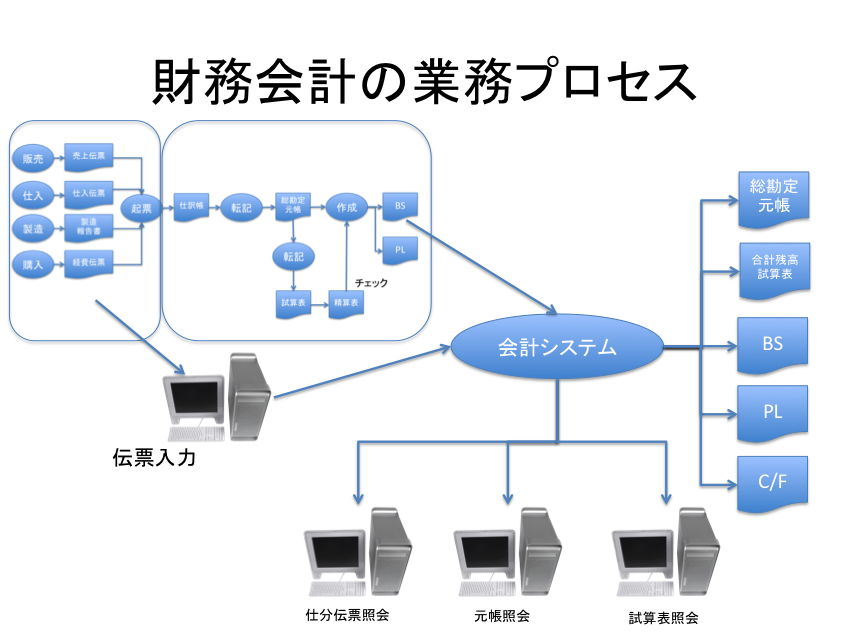 財務会計の業務プロセス
販売
売上伝票
仕入
仕入伝票
製造
製造
報告書
購入
経費伝票
起票
仕訳帳
転記
総勘定
元帳
作成
BS
PL
転記
試算表
精算表
チェック
伝票入力
会計システム
総勘定
元帳
合計残高
試算表
BS
PL
C/F
仕分伝票照会
元帳照会
試算表照会